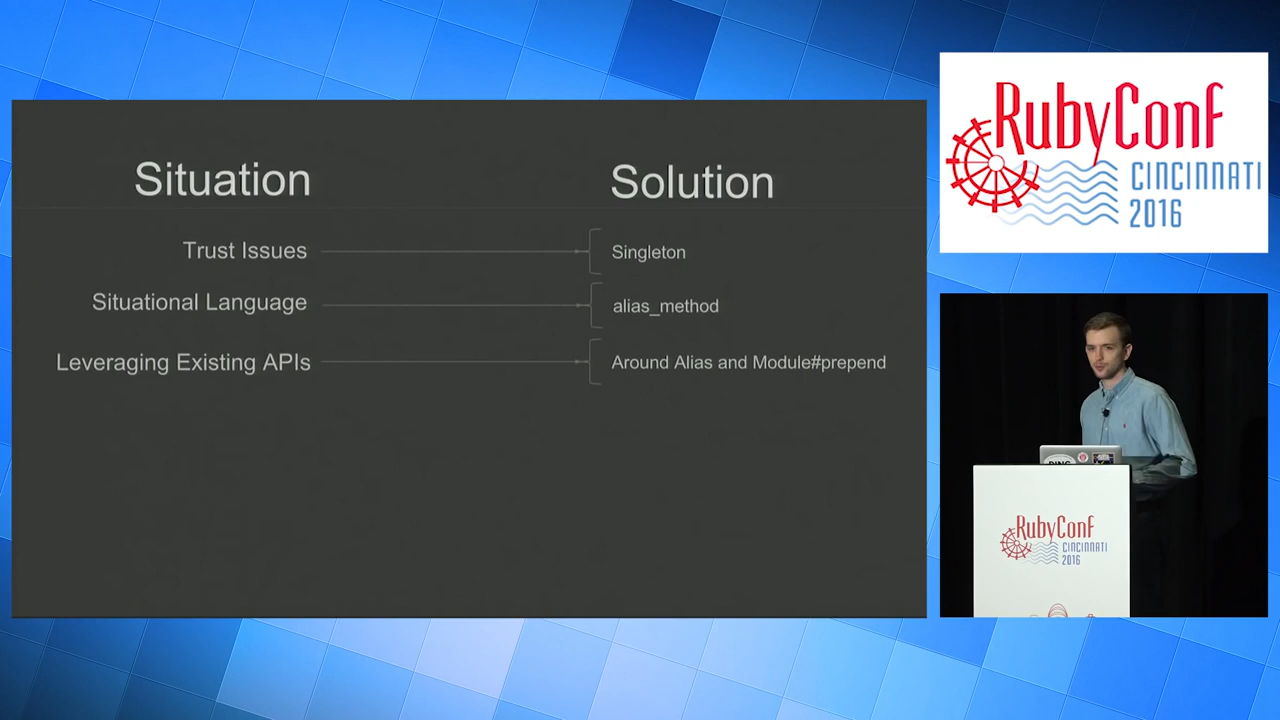 Situation
Solution
Trust Issues
Singleton
Situational Language
alias_method
Leveraging Existing APIs
Around Alias and Module#prepend
RubyConf
CINCINNATI
2016
RubyConf
CINCINNATI
2016